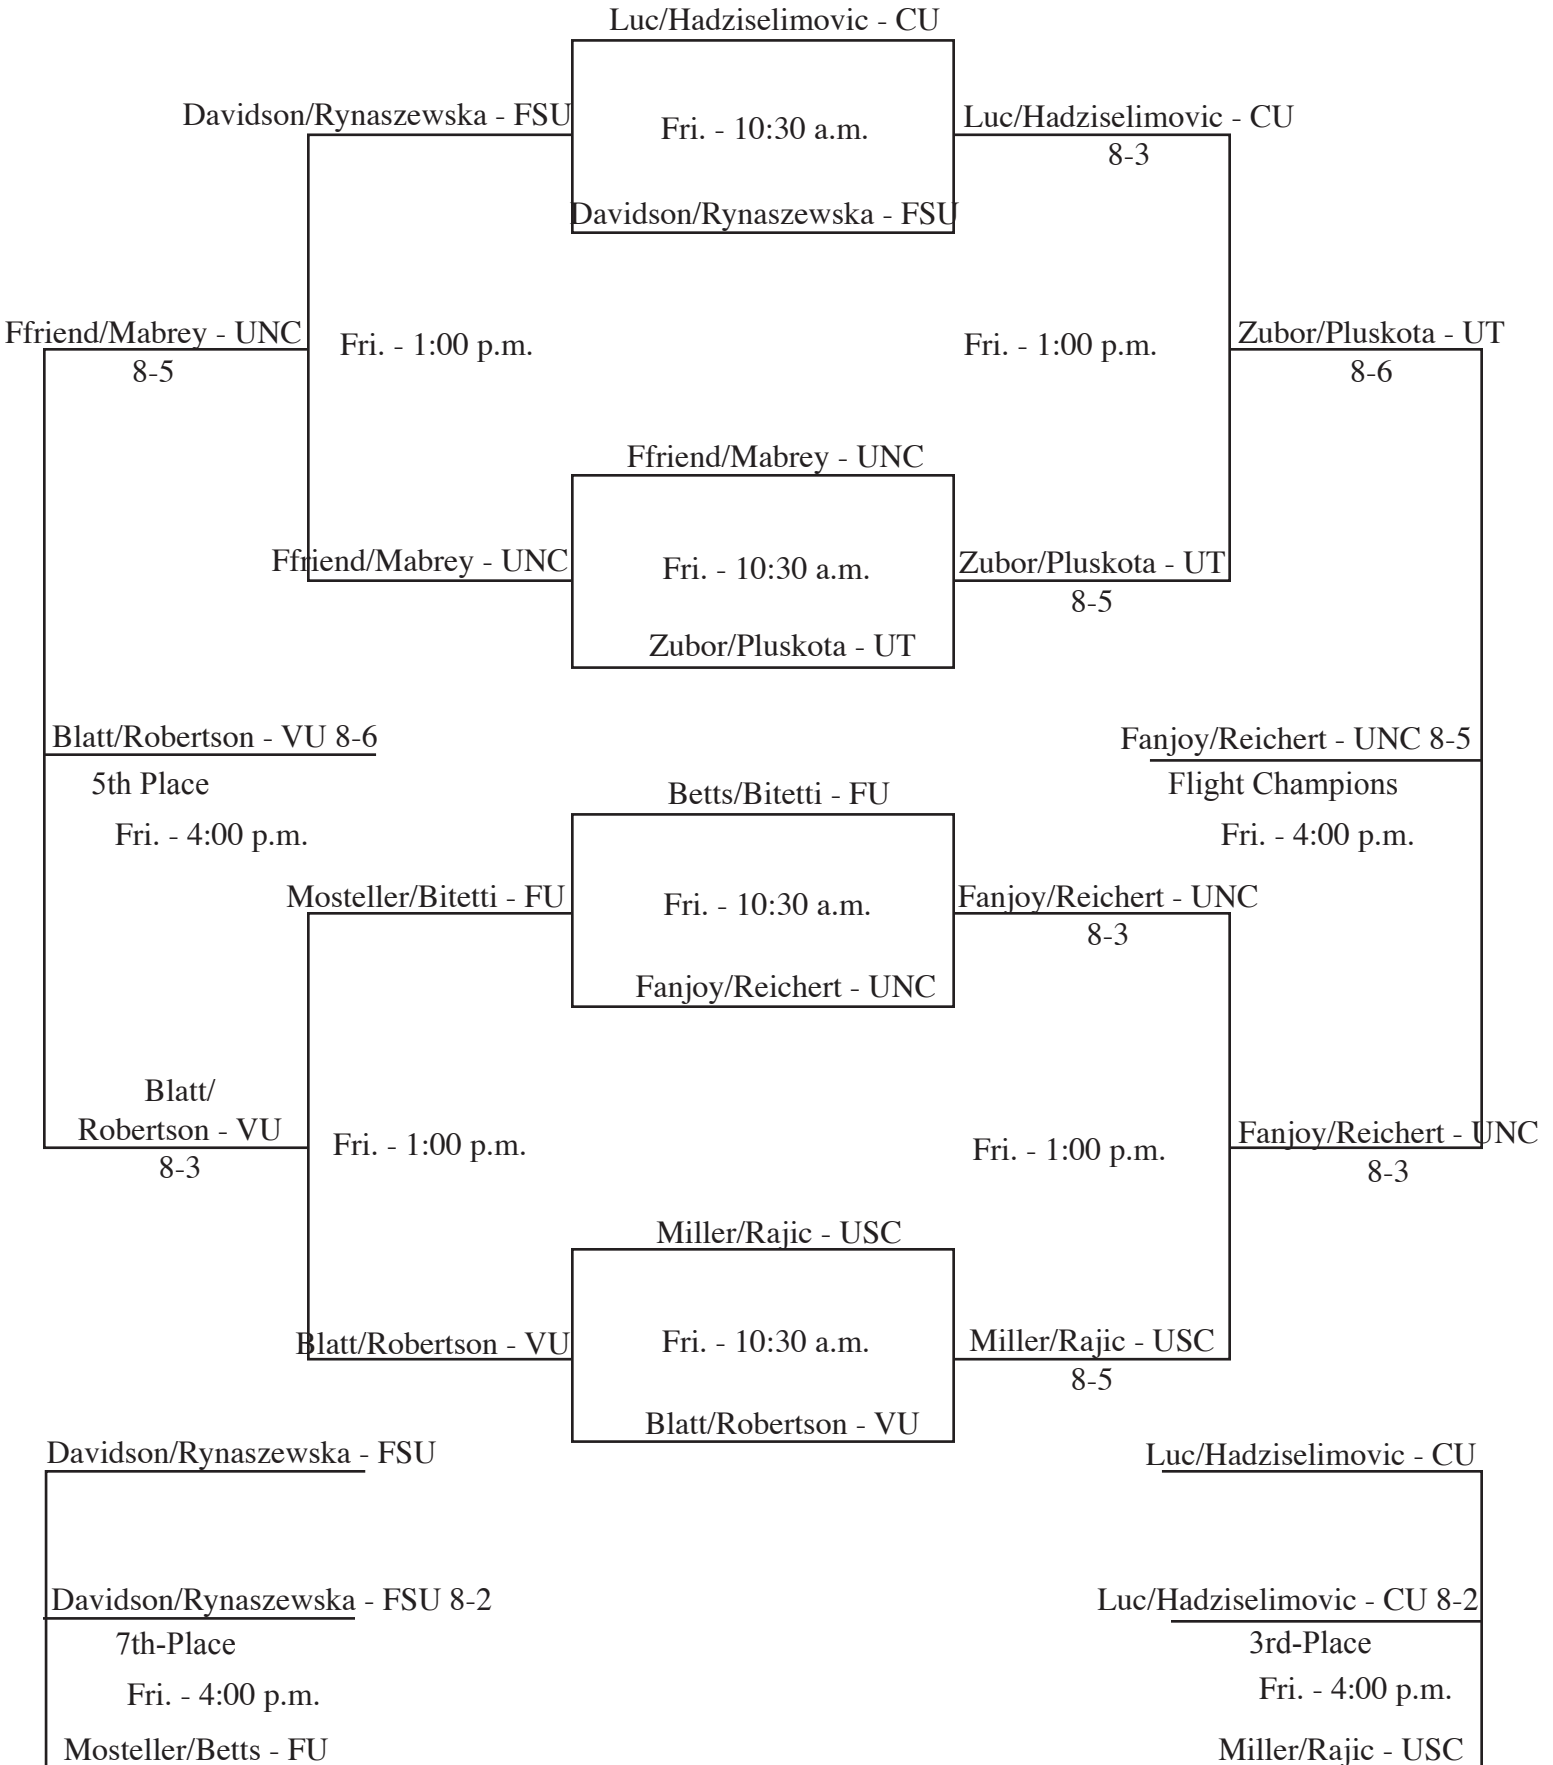 Luc/Hadziselimovic - CU
Davidson/Rynaszewska - FSU
Fri. - 10:30 a.m.
Luc/Hadziselimovic - CU
8-3
Davidson/Rynaszewska - FSU
Ffriend/Mabrey - UNC
8-5
Fri. - 1:00 p.m.
Fri. - 1:00 p.m.
Zubor/Pluskota - UT
8-6
Ffriend/Mabrey - UNC
Ffriend/Mabrey - UNC
Fri. - 10:30 a.m.
Zubor/Pluskota - UT
8-5
Zubor/Pluskota - UT
Blatt/Robertson - VU 8-6
5th Place
Fri. - 4:00 p.m.
Fanjoy/Reichert - UNC 8-5
Flight Champions
Fri. - 4:00 p.m.
Betts/Bitetti - FU
Mosteller/Bitetti - FU
Fri. - 10:30 a.m.
Fanjoy/Reichert - UNC
8-3
Fanjoy/Reichert - UNC
Blatt/
Robertson - VU
8-3
Fri. - 1:00 p.m.
Fri. - 1:00 p.m.
Fanjoy/Reichert - UNC
8-3
Miller/Rajic - USC
Blatt/Robertson - VU
Fri. - 10:30 a.m.
Miller/Rajic - USC
8-5
Blatt/Robertson - VU
Davidson/Rynaszewska - FSU
Davidson/Rynaszewska - FSU 8-2
7th-Place
Fri. - 4:00 p.m.
Mosteller/Betts - FU
Luc/Hadziselimovic - CU
Luc/Hadziselimovic - CU 8-2
3rd-Place
Fri. - 4:00 p.m.
Miller/Rajic - USC